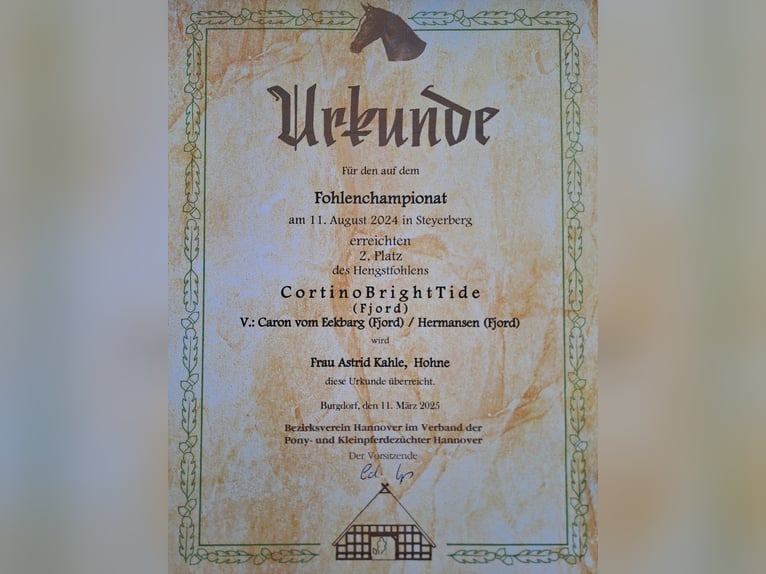 Urkunde
Für den auf dem
Fohlenchampionat
am 11. August 2024 in Steyerberg
erreichten
2. Platz
des Hengstfohlens
CortinoBrightTide
(Fjord)
V.: Caron vom Eekbarg (Fjord) / Hermansen (Fjord)
wird
Frau Astrid Kahle, Hohne
diese Urkunde überreicht.
Burgdorf, den 11. März 2025
Bezirksverein Hannover im Verband der
Pony- und Kleinpferdezüchter Hannover
Der Vorsitzende